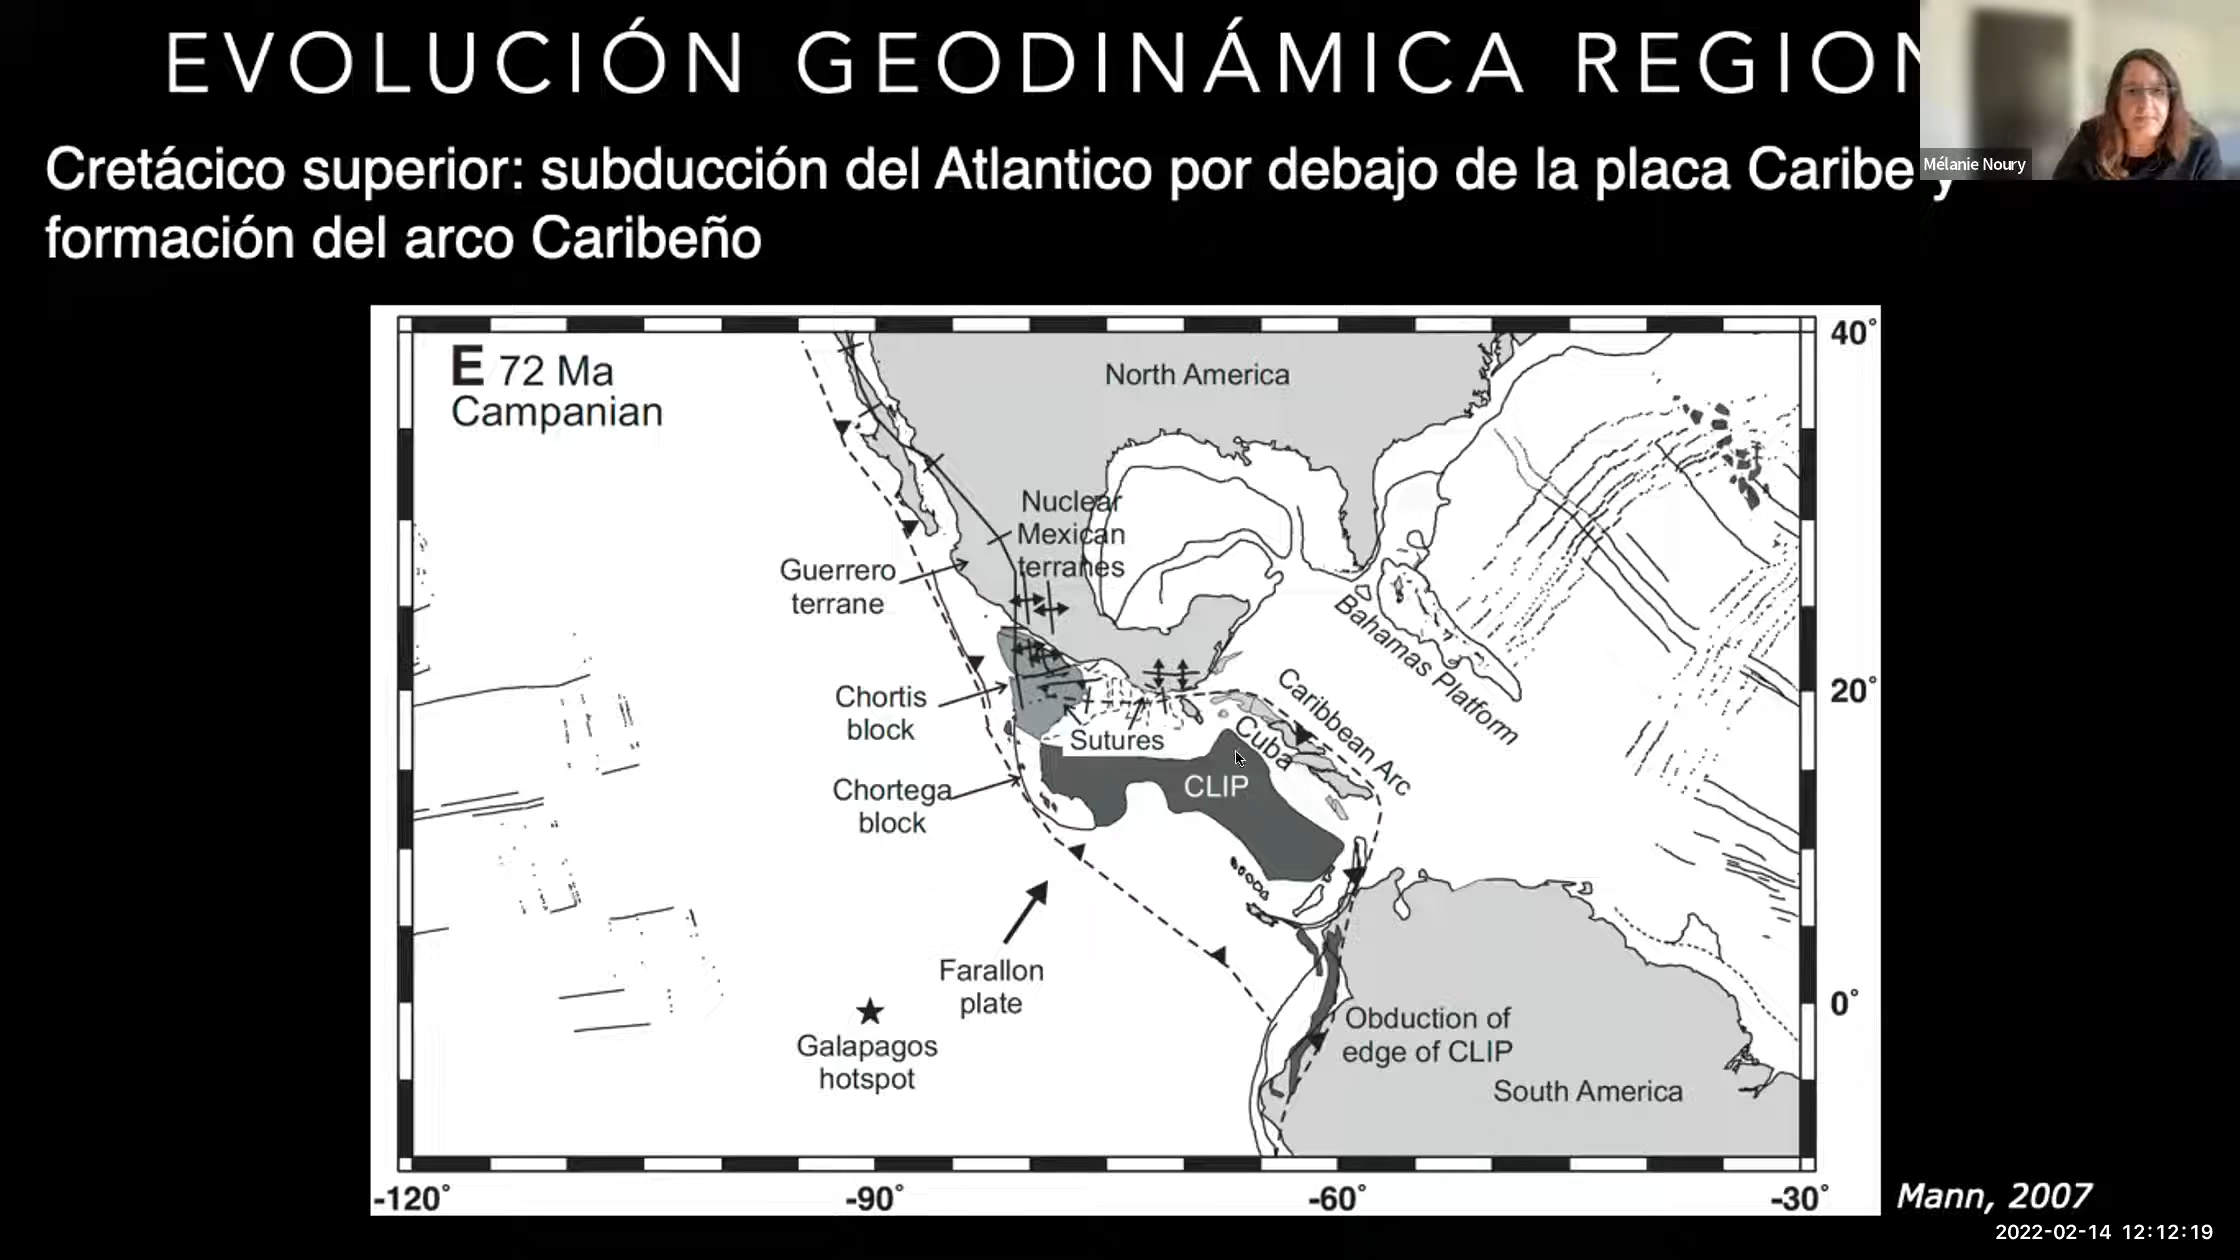 EVOLUCIÓN GEODINÁMICA REGION
Mélanie Noury
Cretácico superior: subducción del Atlantico por debajo de la placa Caribe y
formación del arco Caribeño
E 72 Ma
Campanian
North America
40°
Nuclear
Mexican
terranes
Guerrero
terrane
Bahamas Platform
Chortis
block
Sutures
Caribbean Arc
Cuba
20°
CLIP
Chortega
block
Farallon
plate
Galapagos
hotspot
Obduction of
edge of CLIP
0°
South America
-120°
-90°
-60°
-30°
Mann, 2007
2022-02-14 12:12:19